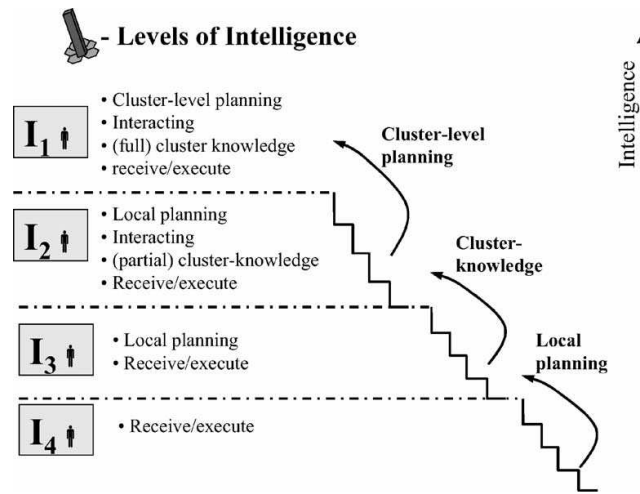 - Levels of Intelligence
Intelligence
I₁
• Cluster-level planning
• Interacting
• (full) cluster knowledge
• receive/execute
Cluster-level
planning
I₂
• Local planning
• Interacting
• (partial) cluster-knowledge
• Receive/execute
Cluster-
knowledge
I₃
• Local planning
• Receive/execute
Local
planning
I₄
• Receive/execute